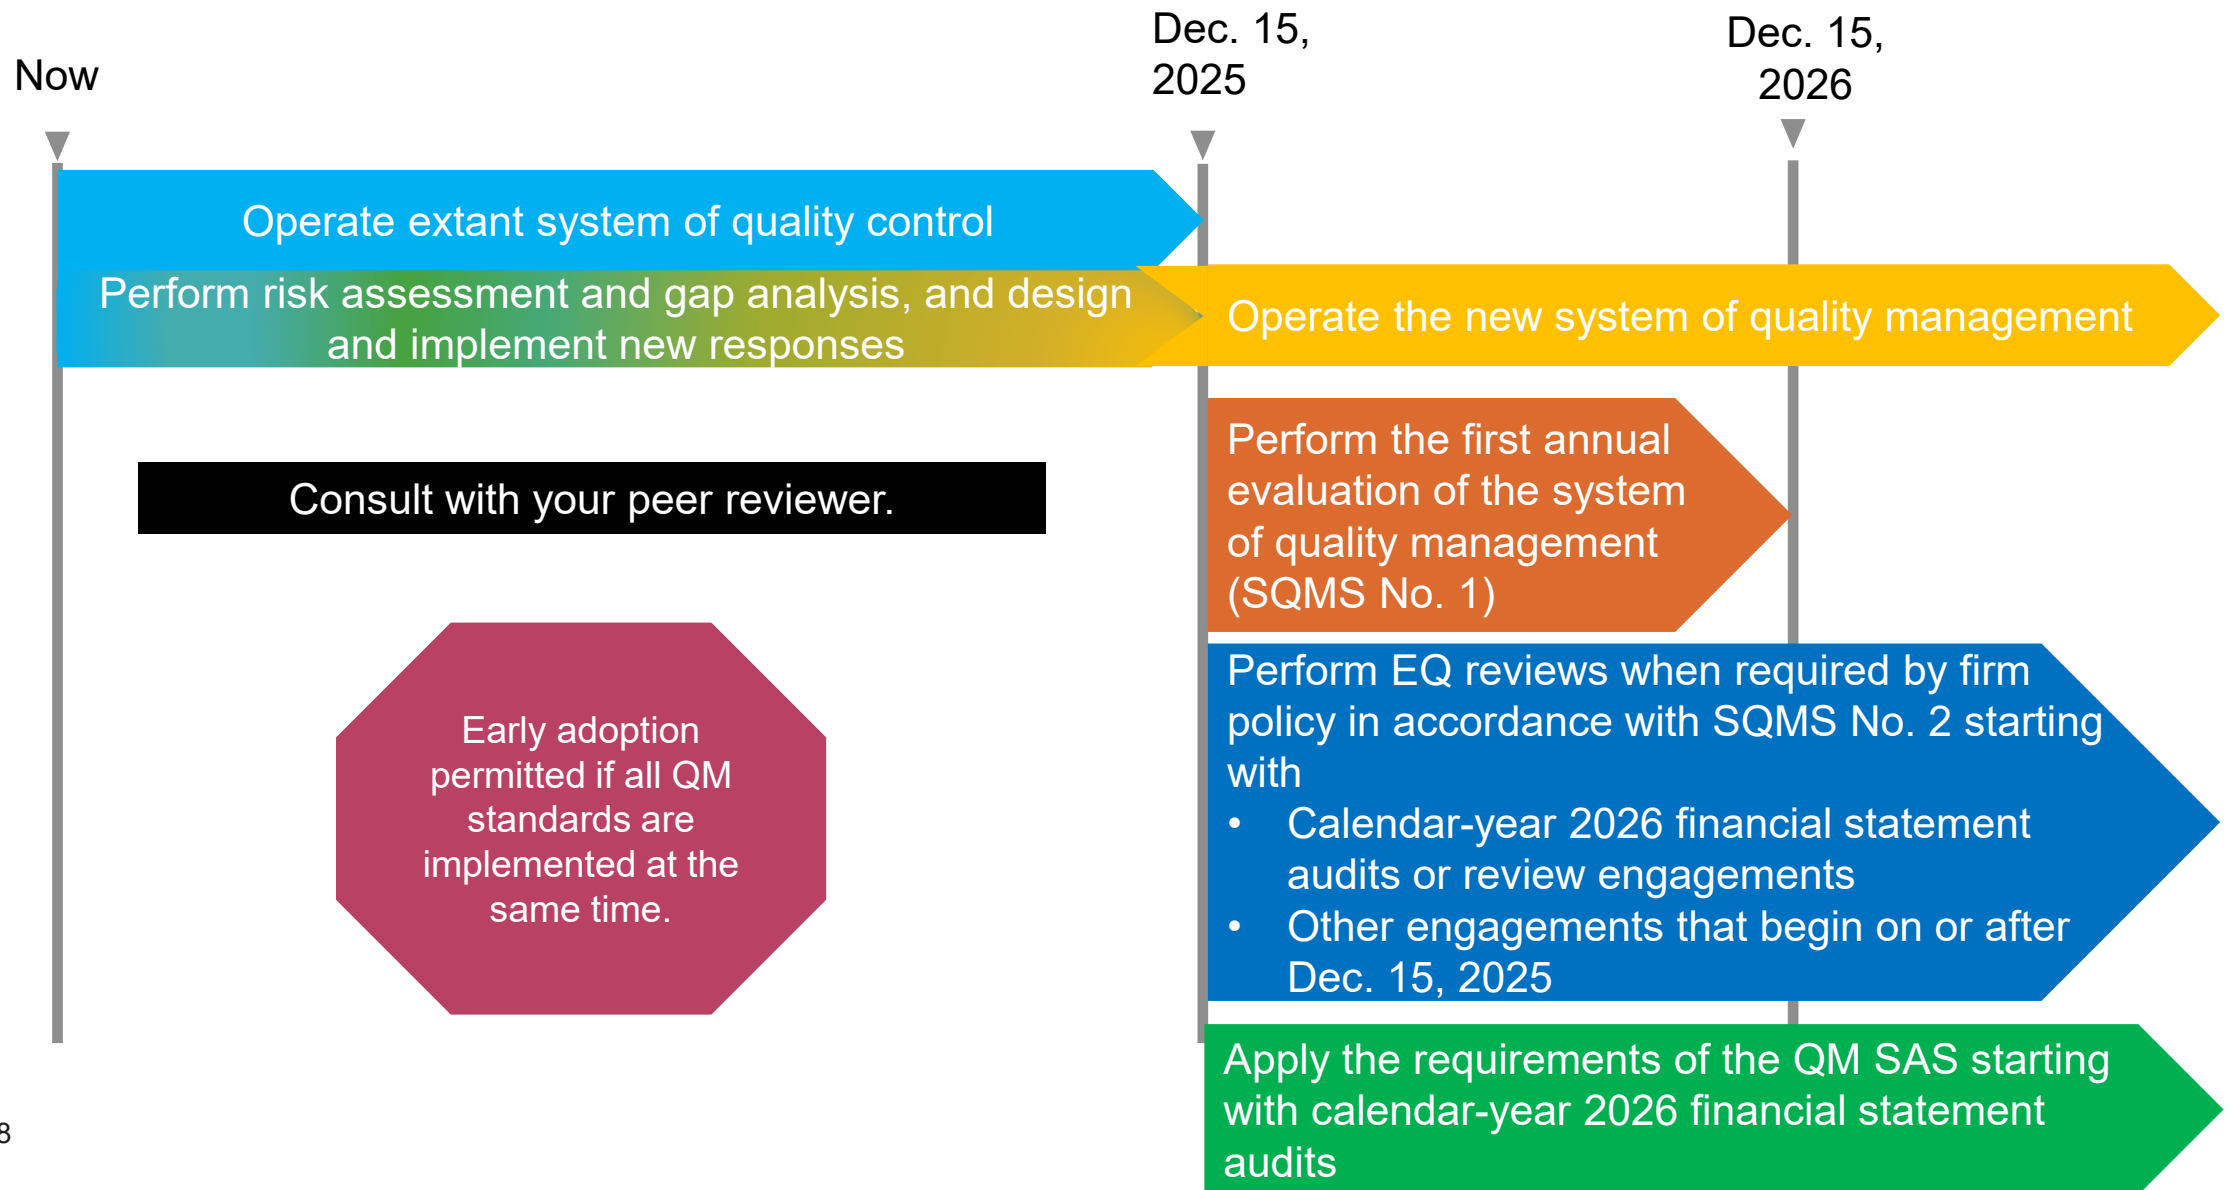 Now
Dec. 15,
2025
Dec. 15,
2026
Operate extant system of quality control
Perform risk assessment and gap analysis, and design
and implement new responses
Operate the new system of quality management
Consult with your peer reviewer.
Perform the first annual
evaluation of the system
of quality management
(SQMS No. 1)
Early adoption
permitted if all QM
standards are
implemented at the
same time.
Perform EQ reviews when required by firm
policy in accordance with SQMS No. 2 starting
with
• Calendar-year 2026 financial statement
audits or review engagements
• Other engagements that begin on or after
Dec. 15, 2025
Apply the requirements of the QM SAS starting
with calendar-year 2026 financial statement
audits
8